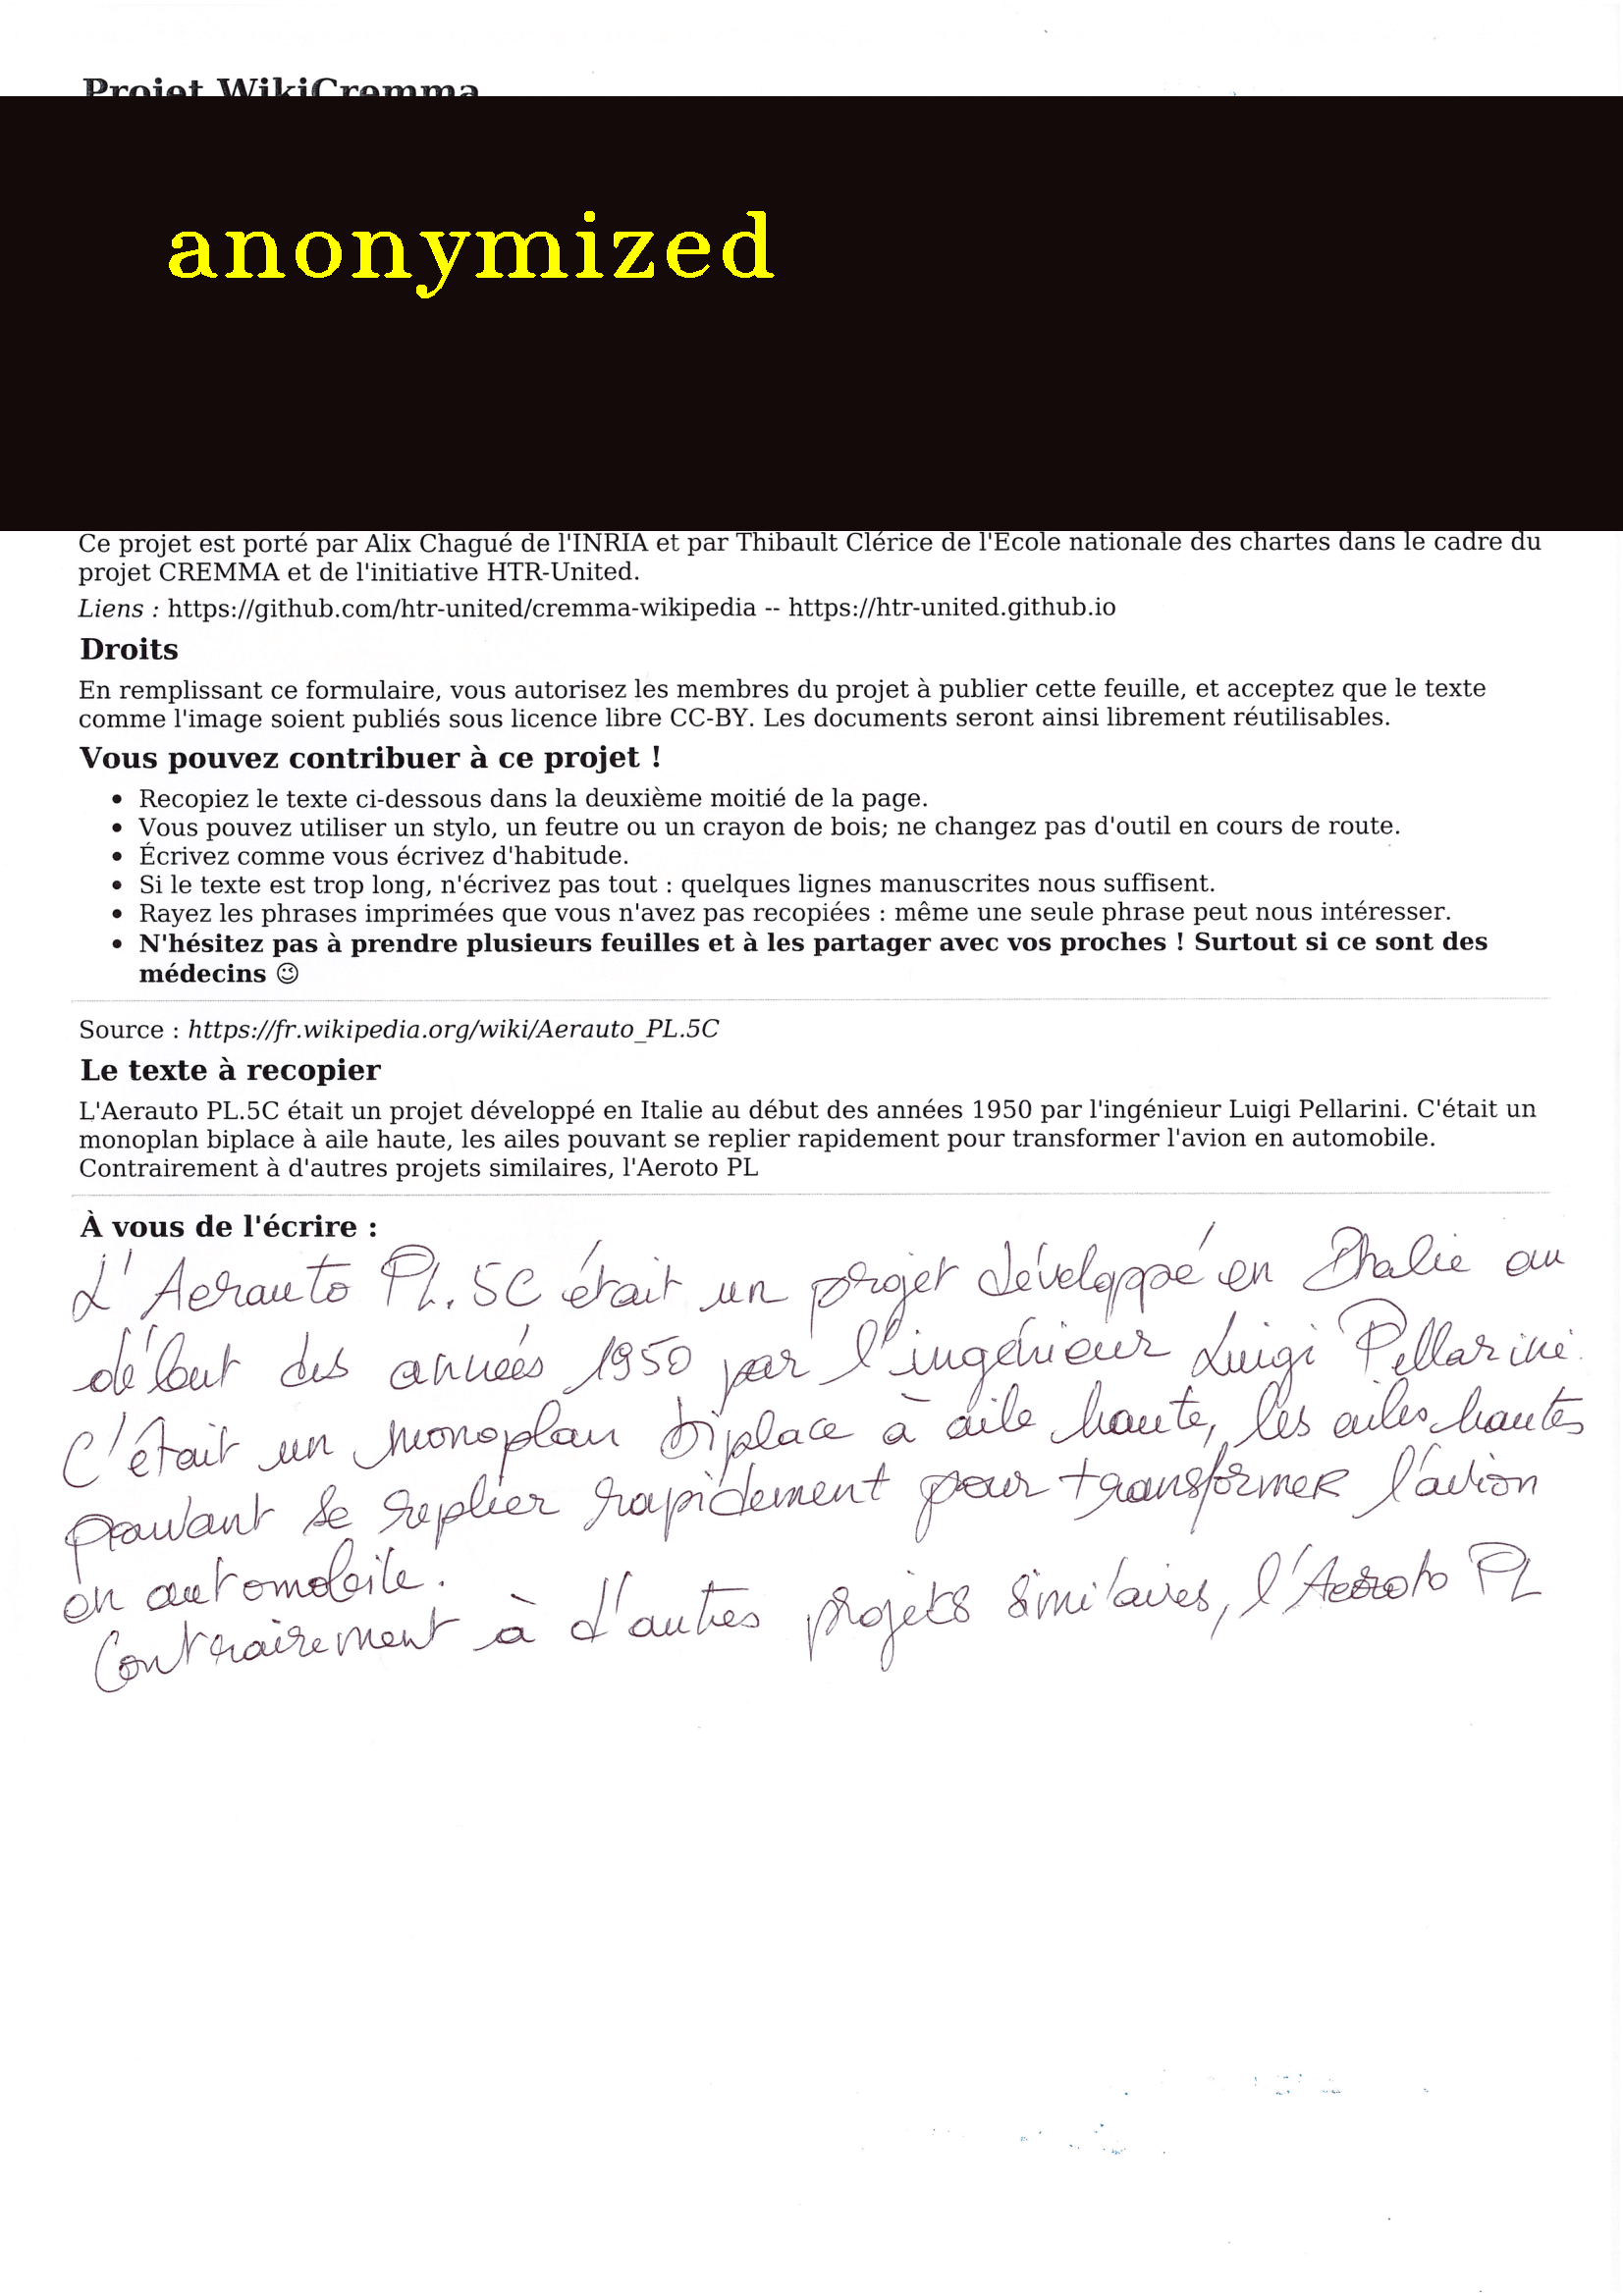 Projet WikiCremma
anonymized
Ce projet est porté par Alix Chagué de l'INRIA et par Thibault Clérice de l'Ecole nationale des chartes dans le cadre du
projet CREMMA et de l'initiative HTR-United.
Liens : https://github.com/htr-united/cremma-wikipedia -- https://htr-united.github.io
Droits
En remplissant ce formulaire, vous autorisez les membres du projet à publier cette feuille, et acceptez que le texte
comme l'image soient publiés sous licence libre CC-BY. Les documents seront ainsi librement réutilisables.
Vous pouvez contribuer à ce projet !
• Recopiez le texte ci-dessous dans la deuxième moitié de la page.
• Vous pouvez utiliser un stylo, un feutre ou un crayon de bois; ne changez pas d'outil en cours de route.
• Écrivez comme vous écrivez d'habitude.
• Si le texte est trop long, n'écrivez pas tout : quelques lignes manuscrites nous suffisent.
• Rayez les phrases imprimées que vous n'avez pas recopiées : même une seule phrase peut nous intéresser.
• N'hésitez pas à prendre plusieurs feuilles et à les partager avec vos proches ! Surtout si ce sont des
médecins 😉
Source : https://fr.wikipedia.org/wiki/Aerauto_PL.5C
Le texte à recopier
L'Aerauto PL.5C était un projet développé en Italie au début des années 1950 par l'ingénieur Luigi Pellarini. C'était un
monoplan biplace à aile haute, les ailes pouvant se replier rapidement pour transformer l'avion en automobile.
Contrairement à d'autres projets similaires, l'Aeroto PL
À vous de l'écrire :
L'Aerauto PL.5C était un projet développé en Italie au
début des années 1950 par l'ingénieur Luigi Pellarini.
C'était un monoplan biplace à aile haute, les ailes hautes
pouvant se replier rapidement pour transformer l'avion
en automobile.
Contrairement à d'autres projets similaires, l'Aeroto PL